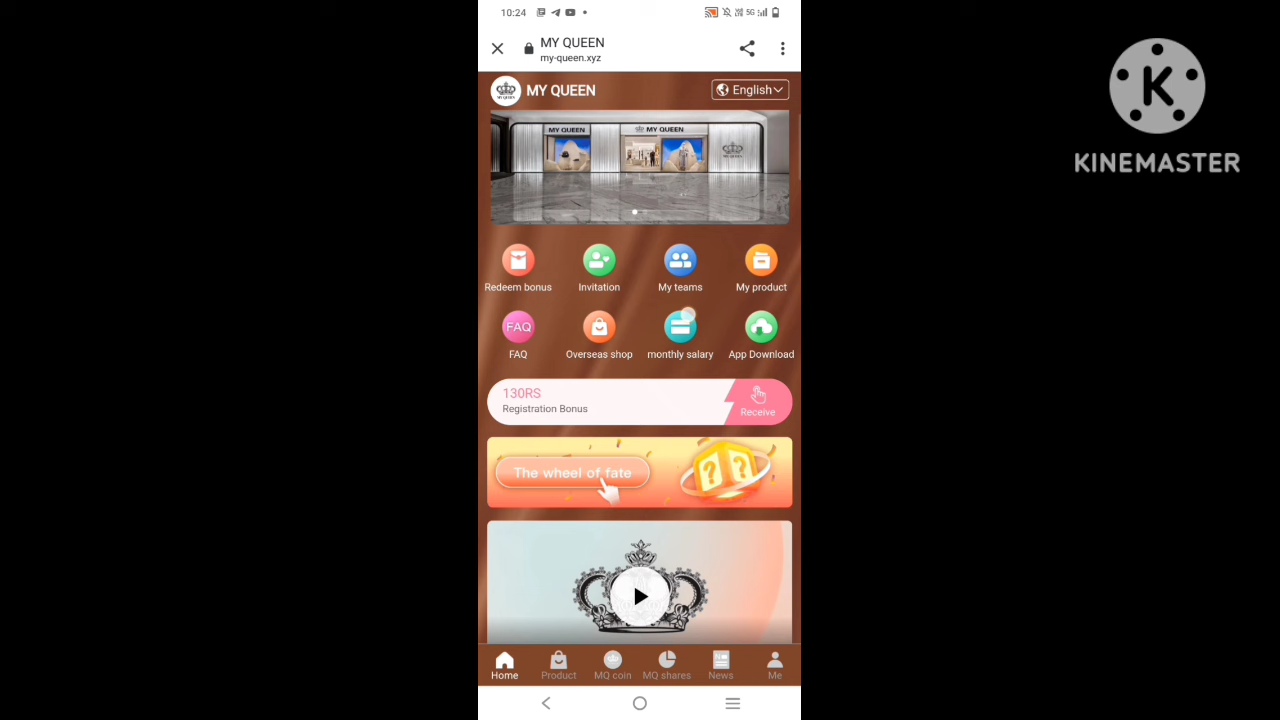 10:24
5G
MY QUEEN
my-queen.xyz
MY QUEEN
English
MY QUEEN
MY QUEEN
Redeem bonus
Invitation
My teams
My product
FAQ
FAQ
Overseas shop
monthly salary
App Download
130RS
Registration Bonus
Receive
The wheel of fate
Home
Product
MQ coin
MQ shares
News
Me
K
KINEMASTER